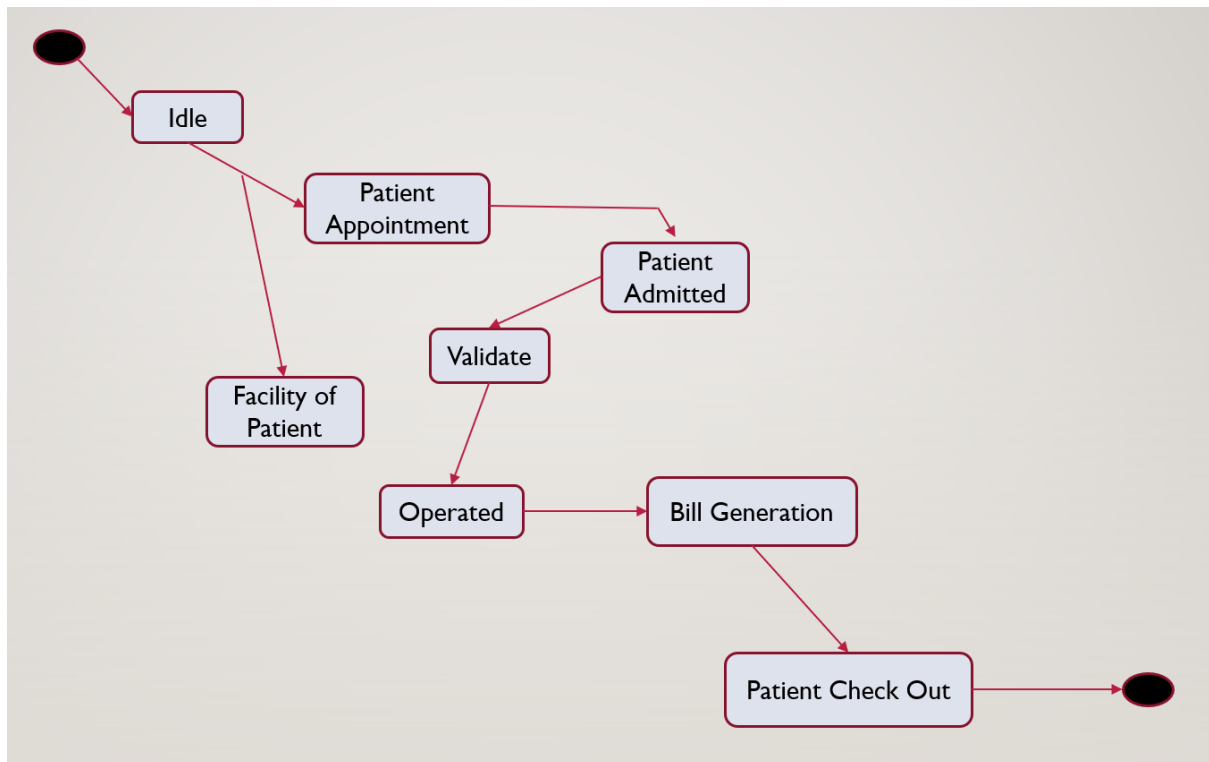 Idle
Patient
Appointment
Patient
Admitted
Validate
Facility of
Patient
Operated
Bill Generation
Patient Check Out